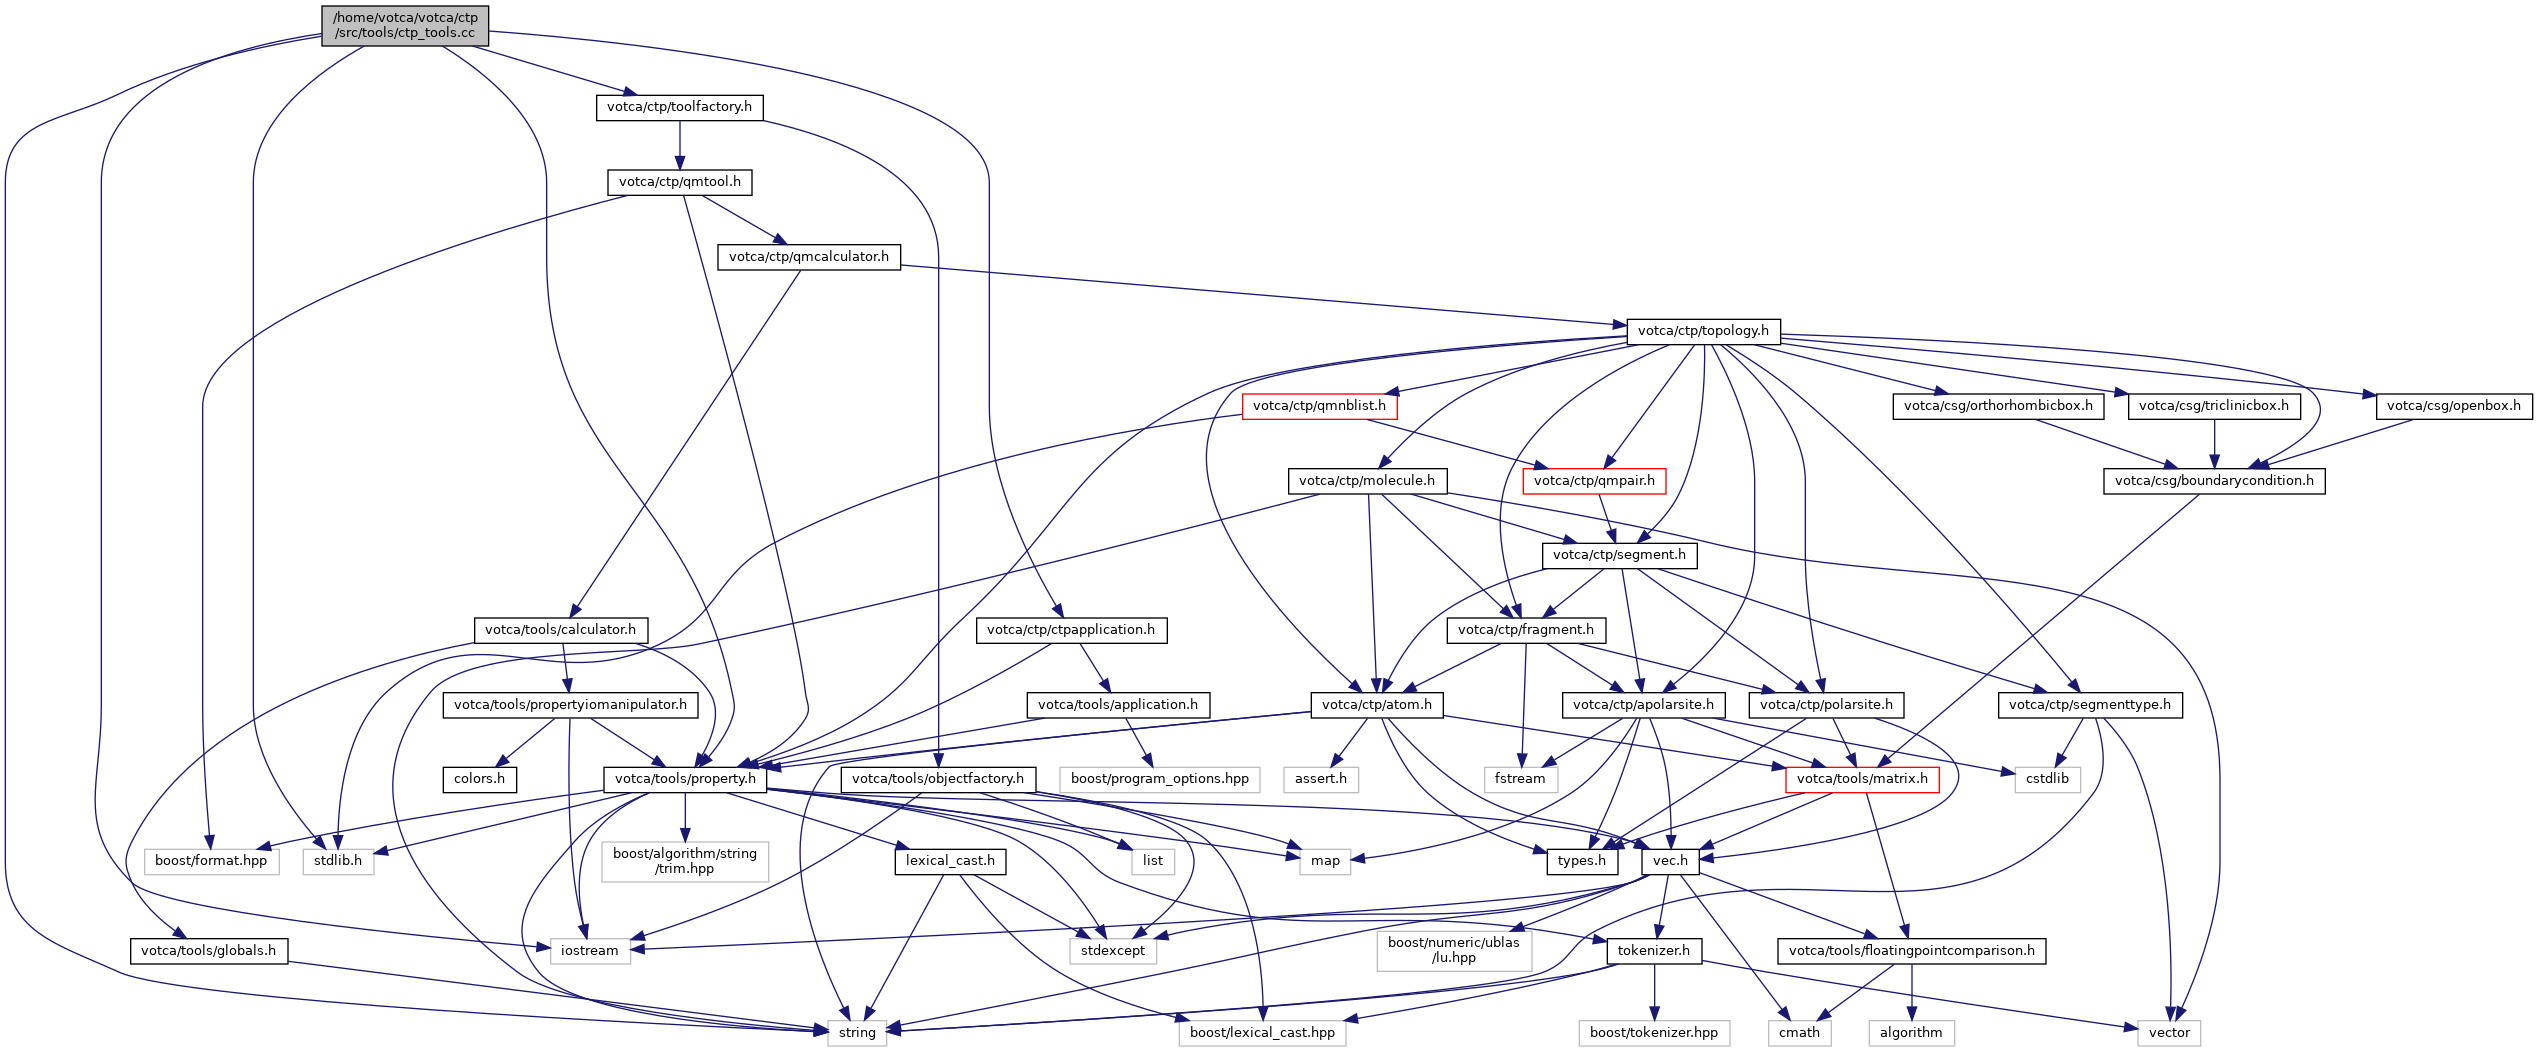 /home/votca/votca/ctp
/src/tools/ctp_tools.cc
votca/ctp/toolfactory.h
votca/ctp/qmtool.h
votca/ctp/qmcalculator.h
votca/ctp/topology.h
votca/ctp/qmnblist.h
votca/csg/orthorhombicbox.h
votca/csg/triclinicbox.h
votca/csg/openbox.h
votca/ctp/molecule.h
votca/ctp/qmpair.h
votca/csg/boundarycondition.h
votca/ctp/segment.h
votca/tools/calculator.h
votca/ctp/ctpapplication.h
votca/ctp/fragment.h
votca/tools/propertyiomanipulator.h
votca/tools/application.h
votca/ctp/atom.h
votca/ctp/apolarsite.h
votca/ctp/polarsite.h
votca/ctp/segmenttype.h
colors.h
votca/tools/property.h
votca/tools/objectfactory.h
boost/program_options.hpp
assert.h
fstream
votca/tools/matrix.h
cstdlib
boost/format.hpp
stdlib.h
boost/algorithm/string
/trim.hpp
lexical_cast.h
list
map
types.h
vec.h
votca/tools/globals.h
iostream
stdexcept
boost/numeric/ublas
/lu.hpp
tokenizer.h
votca/tools/floatingpointcomparison.h
string
boost/lexical_cast.hpp
boost/tokenizer.hpp
cmath
algorithm
vector